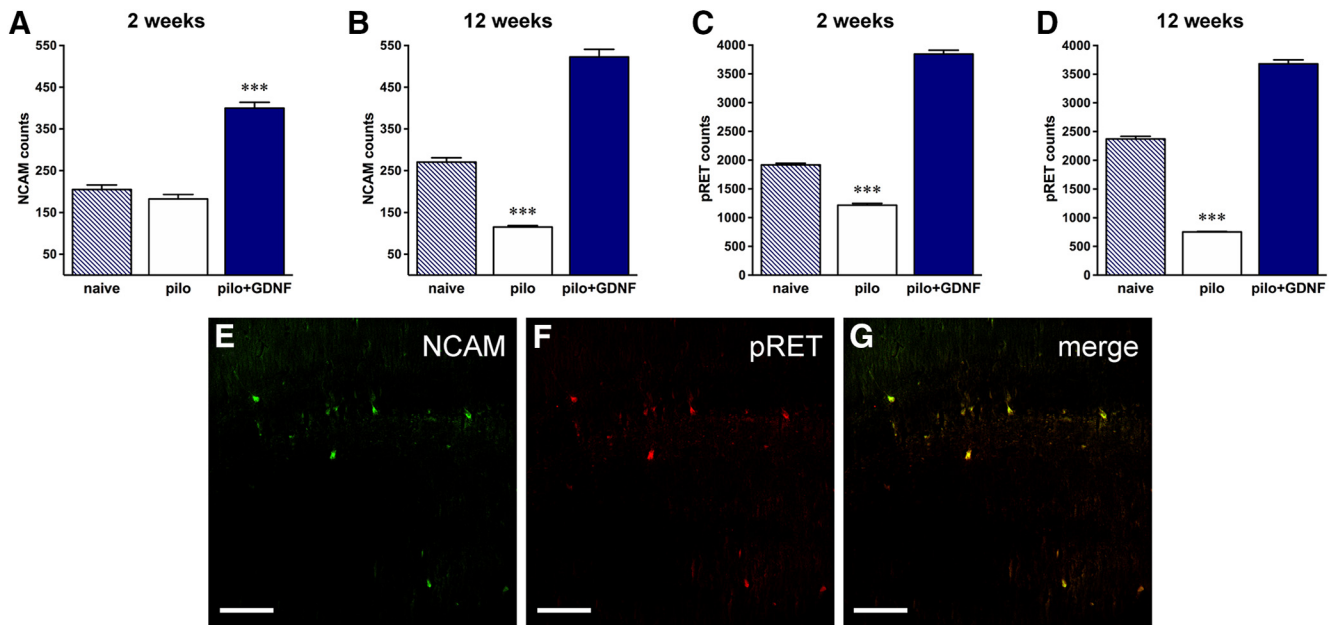 A
2 weeks
NCAM counts
550
450
350
250
150
50
***
naive
pilo
pilo+GDNF
B
12 weeks
NCAM counts
550
450
350
250
150
50
***
naive
pilo
pilo+GDNF
C
2 weeks
pRET counts
4000
3500
3000
2500
2000
1500
1000
500
0
***
naive
pilo
pilo+GDNF
D
12 weeks
pRET counts
4000
3500
3000
2500
2000
1500
1000
500
0
***
naive
pilo
pilo+GDNF
E
NCAM
F
pRET
G
merge